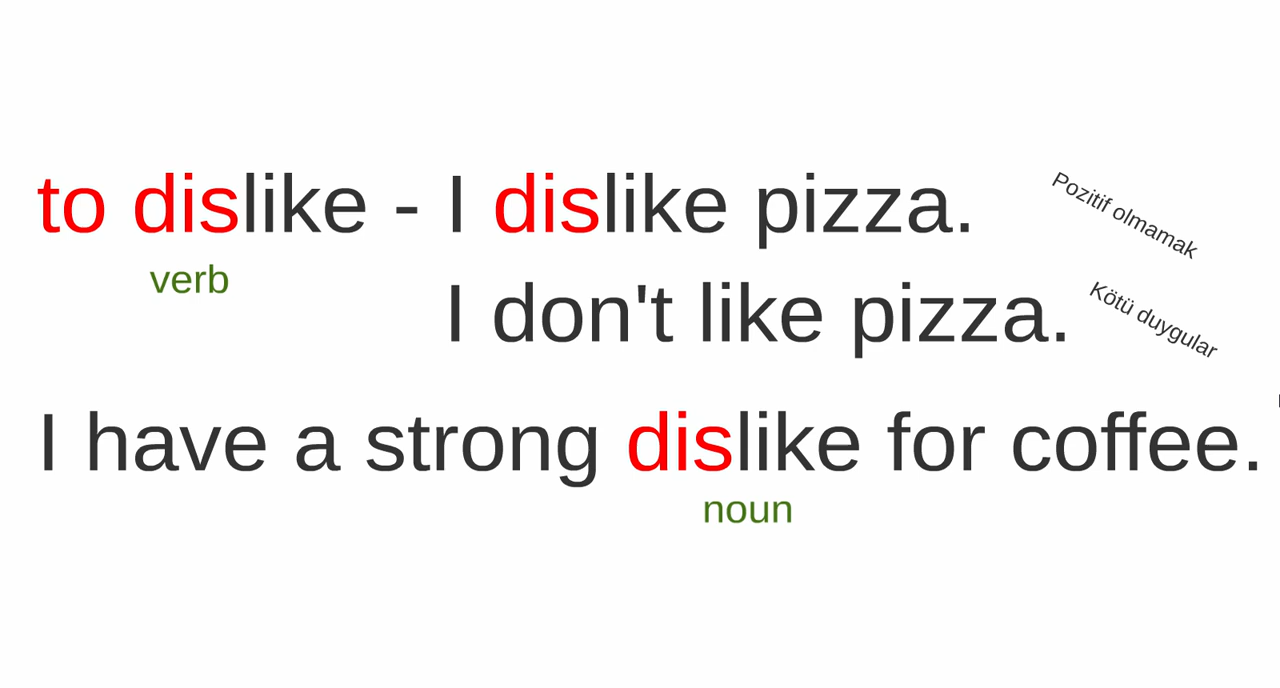 to dislike - I dislike pizza.
Pozitif olmamak
verb
I don't like pizza.
Kötü duygular
I have a strong dislike for coffee.
noun